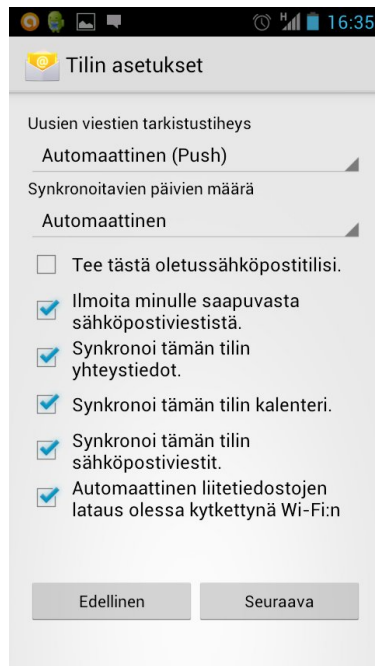 H 16:35
Tilin asetukset
Uusien viestien tarkistustiheys
Automaattinen (Push)
Synkronoitavien päivien määrä
Automaattinen
Tee tästä oletussähköpostitilisi.
Ilmoita minulle saapuvasta
sähköpostiviestistä.
Synkronoi tämän tilin
yhteystiedot.
Synkronoi tämän tilin kalenteri.
Synkronoi tämän tilin
sähköpostiviestit.
Automaattinen liitetiedostojen
lataus olessa kytkettynä Wi-Fi:n
Edellinen
Seuraava